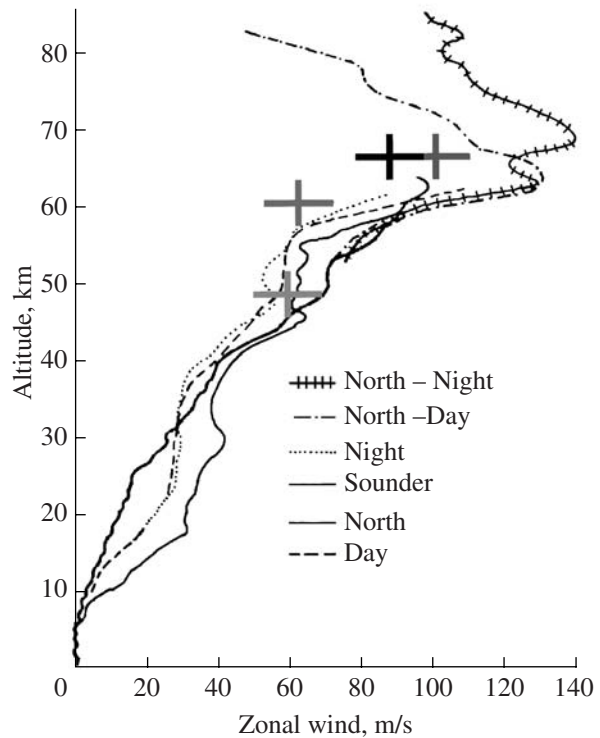 80
70
60
50
40
30
20
10
0
20
40
60
80
100
120
140
Altitude, km
Zonal wind, m/s
North – Night
North –Day
Night
Sounder
North
Day